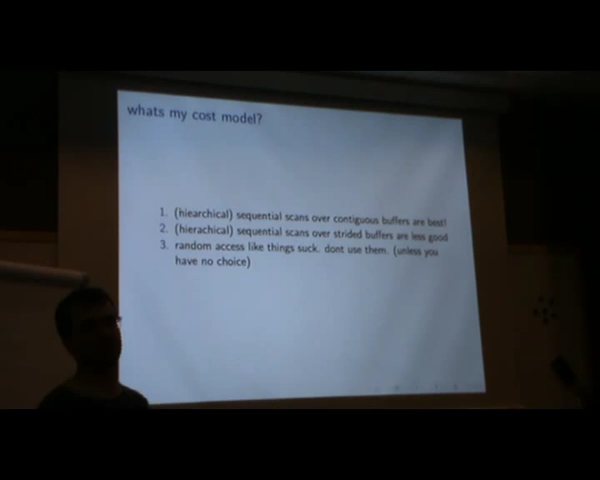 whats my cost model?
1. (hiearchical) sequential scans over contiguous buffers are best!
2. (hierachical) sequential scans over strided buffers are less good
3. random access like things suck. dont use them. (unless you
have no choice)